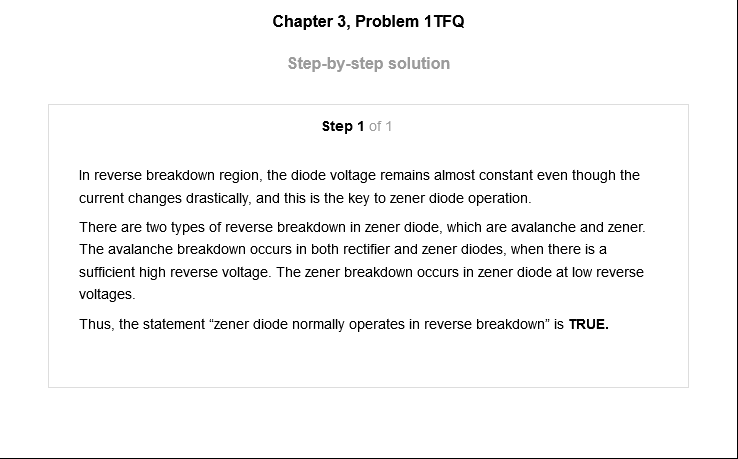 Chapter 3, Problem 1TFQ
Step-by-step solution
Step 1 of 1
In reverse breakdown region, the diode voltage remains almost constant even though the
current changes drastically, and this is the key to zener diode operation.
There are two types of reverse breakdown in zener diode, which are avalanche and zener.
The avalanche breakdown occurs in both rectifier and zener diodes, when there is a
sufficient high reverse voltage. The zener breakdown occurs in zener diode at low reverse
voltages.
Thus, the statement “zener diode normally operates in reverse breakdown” is TRUE.